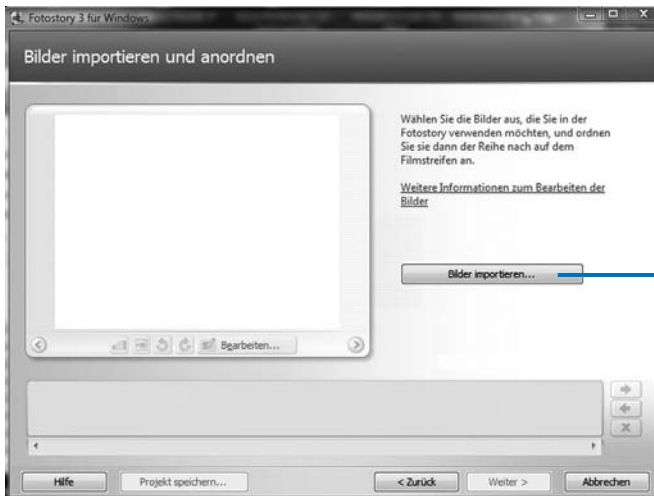 Fotostory 3 für Windows
Bilder importieren und anordnen
Wählen Sie die Bilder aus, die Sie in der
Fotostory verwenden möchten, und ordnen
Sie sie dann der Reihe nach auf dem
Filmstreifen an.
Weitere Informationen zum Bearbeiten der
Bilder
Bilder importieren...
Bearbeiten...
Hilfe
Projekt speichern...
< Zurück
Weiter >
Abbrechen